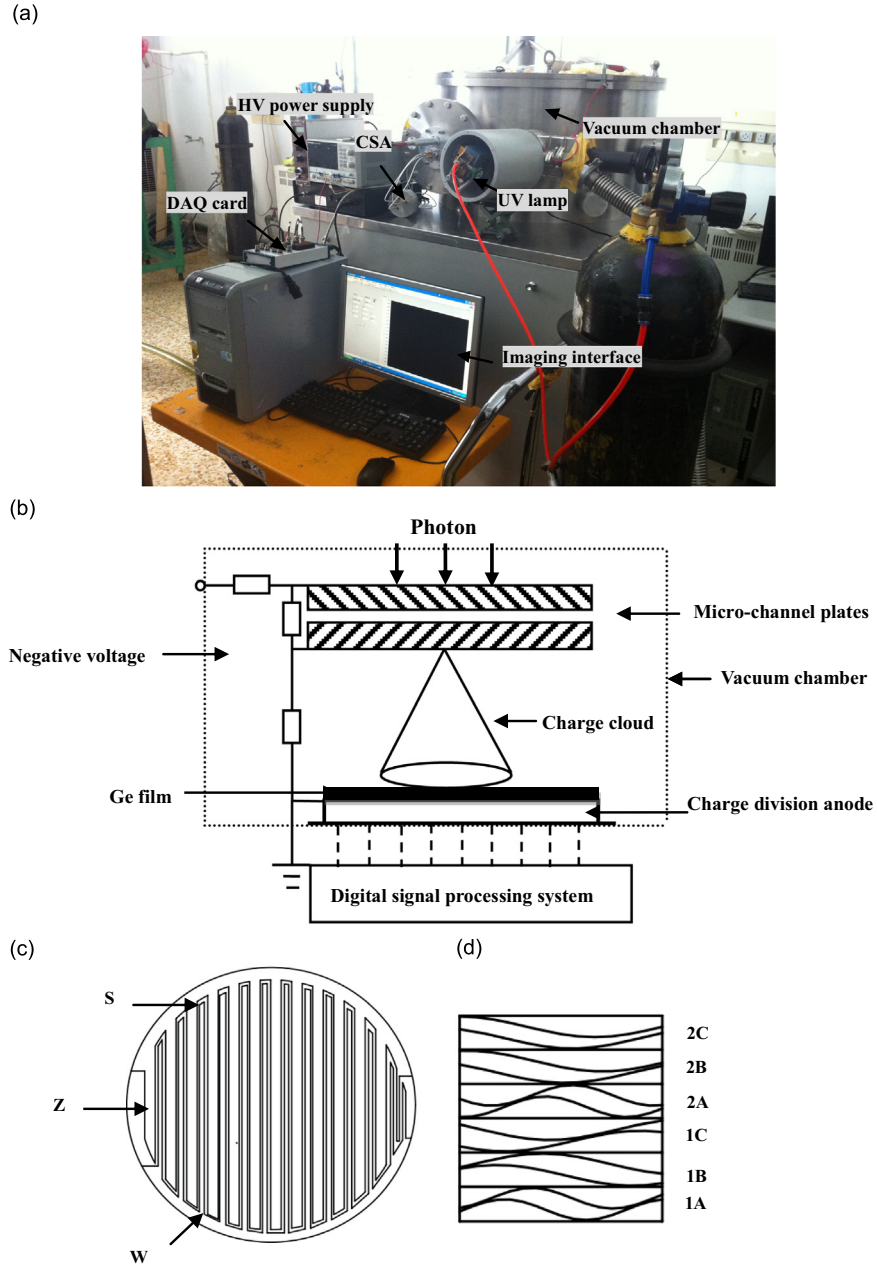 (a)
HV power supply
CSA
Vacuum chamber
UV lamp
DAQ card
Imaging interface
(b)
Photon
Micro-channel plates
Negative voltage
Vacuum chamber
Charge cloud
Ge film
Charge division anode
Digital signal processing system
(c)
(d)
S
Z
W
2C
2B
2A
1C
1B
1A